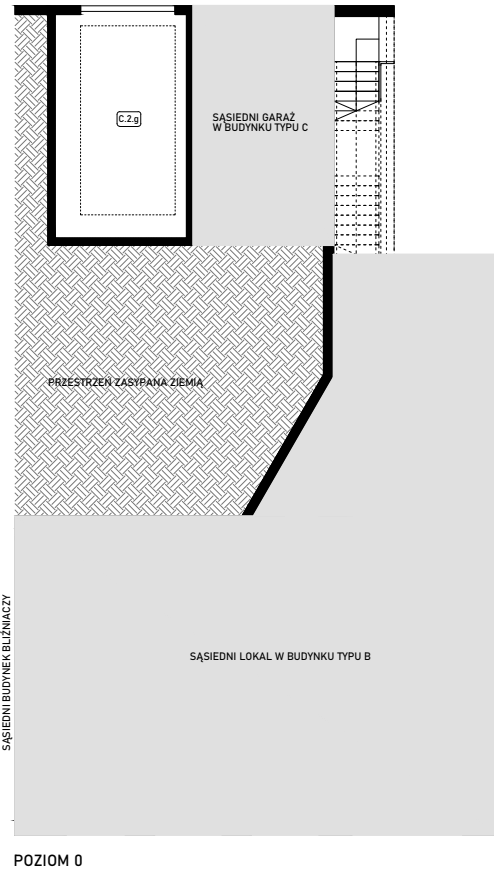 C.2.g
SĄSIEDNI GARAŻ
W BUDYNKU TYPU C
PRZESTRZEŃ ZASYPANA ZIEMIĄ
SĄSIEDNI BUDYNEK BLIŹNIACZY
SĄSIEDNI LOKAL W BUDYNKU TYPU B
POZIOM 0